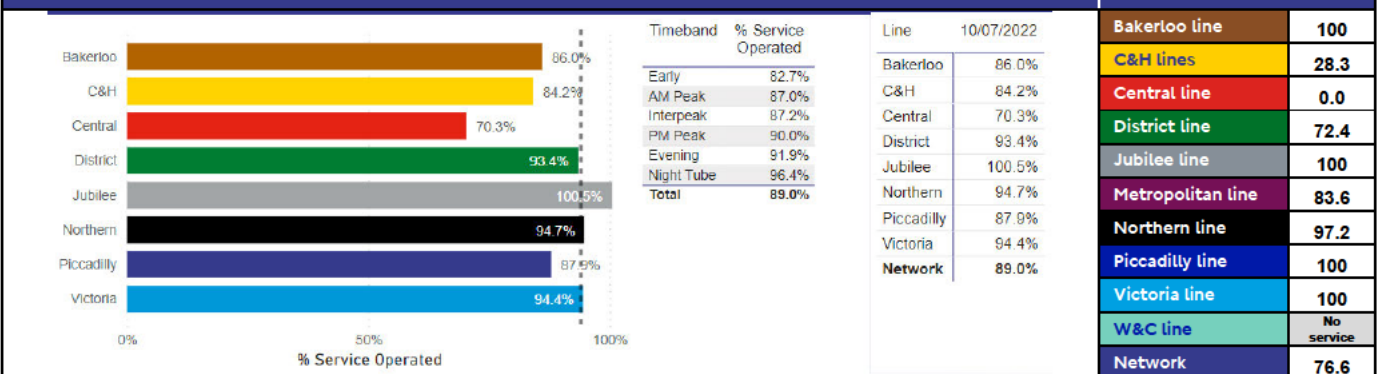 Bakerloo 86.0%
C&H 84.2%
Central 70.3%
District 93.4%
Jubilee 100.5%
Northern 94.7%
Piccadilly 87.9%
Victoria 94.4%
0% 50% 100%
% Service Operated
Timeband % Service
Operated
Early 82.7%
AM Peak 87.0%
Interpeak 87.2%
PM Peak 90.0%
Evening 91.9%
Night Tube 96.4%
Total 89.0%
Line 10/07/2022
Bakerloo 86.0%
C&H 84.2%
Central 70.3%
District 93.4%
Jubilee 100.5%
Northern 94.7%
Piccadilly 87.9%
Victoria 94.4%
Network 89.0%
Bakerloo line 100
C&H lines 28.3
Central line 0.0
District line 72.4
Jubilee line 100
Metropolitan line 83.6
Northern line 97.2
Piccadilly line 100
Victoria line 100
W&C line No
service
Network 76.6